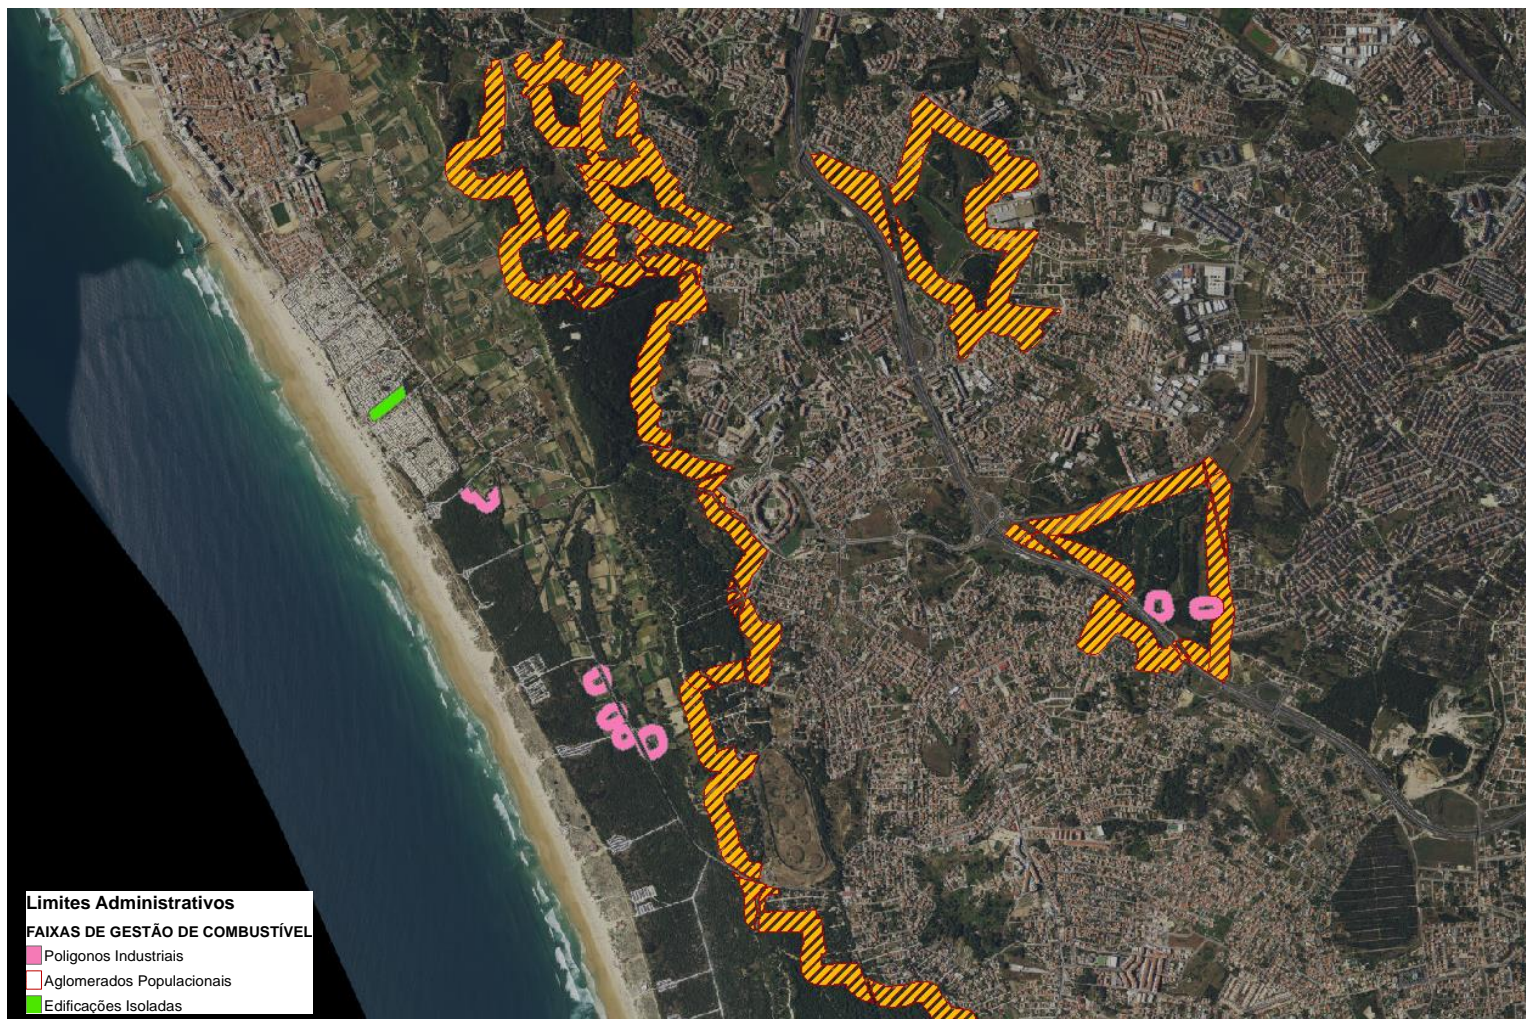 Limites Administrativos
FAIXAS DE GESTÃO DE COMBUSTÍVEL
Poligonos Industriais
Aglomerados Populacionais
Edificações Isoladas